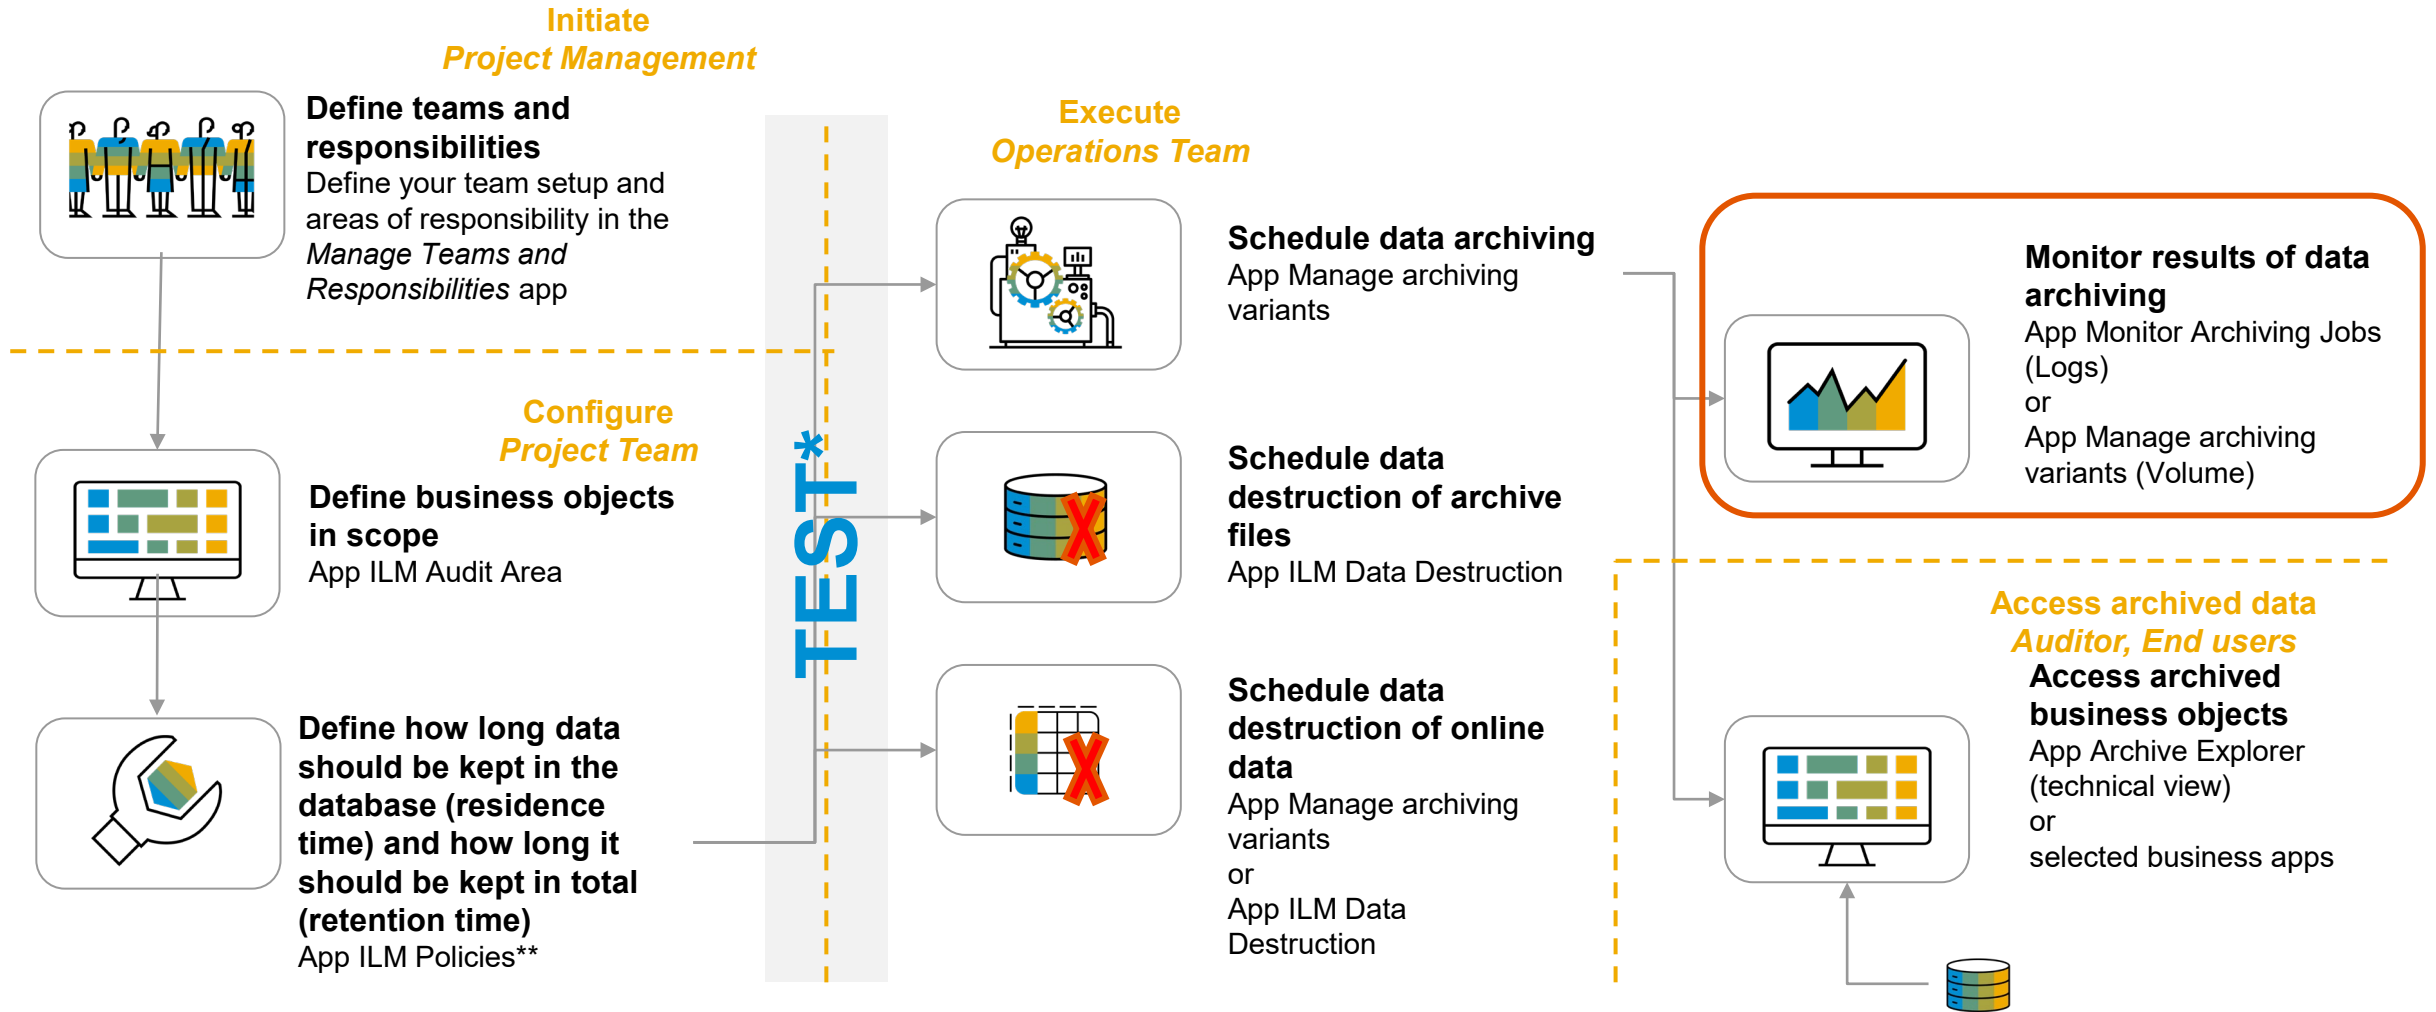 Initiate
Project Management
Define teams and
responsibilities
Define your team setup and
areas of responsibility in the
Manage Teams and
Responsibilities app
Configure
Project Team
Define business objects
in scope
App ILM Audit Area
Define how long data
should be kept in the
database (residence
time) and how long it
should be kept in total
(retention time)
App ILM Policies**
TEST*
Execute
Operations Team
Schedule data archiving
App Manage archiving
variants
Schedule data
destruction of archive
files
App ILM Data Destruction
Schedule data
destruction of online
data
App Manage archiving
variants
or
App ILM Data
Destruction
Monitor results of data
archiving
App Monitor Archiving Jobs
(Logs)
or
App Manage archiving
variants (Volume)
Access archived data
Auditor, End users
Access archived
business objects
App Archive Explorer
(technical view)
or
selected business apps